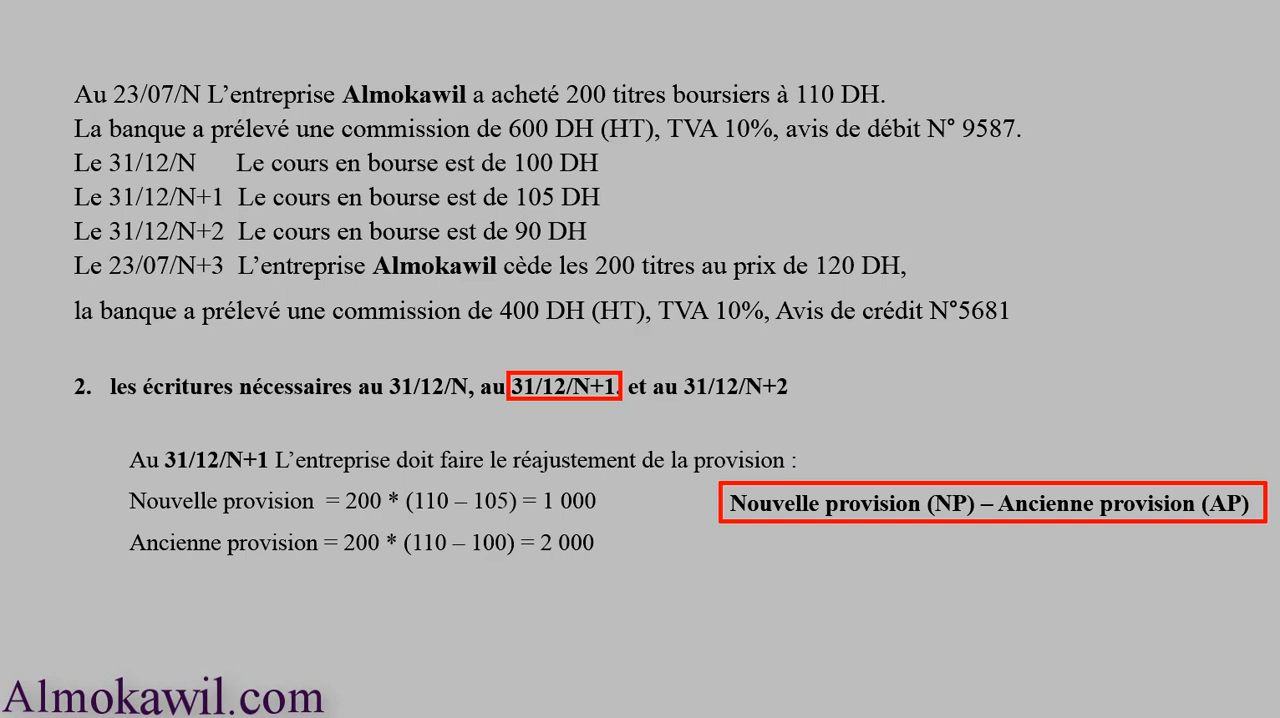 Au 23/07/N L’entreprise Almokawil a acheté 200 titres boursiers à 110 DH.
La banque a prélevé une commission de 600 DH (HT), TVA 10%, avis de débit N° 9587.
Le 31/12/N Le cours en bourse est de 100 DH
Le 31/12/N+1 Le cours en bourse est de 105 DH
Le 31/12/N+2 Le cours en bourse est de 90 DH
Le 23/07/N+3 L’entreprise Almokawil cède les 200 titres au prix de 120 DH,
la banque a prélevé une commission de 400 DH (HT), TVA 10%, Avis de crédit N°5681
2. les écritures nécessaires au 31/12/N, au 31/12/N+1, et au 31/12/N+2
Au 31/12/N+1 L’entreprise doit faire le réajustement de la provision :
Nouvelle provision = 200 * (110 – 105) = 1 000
Nouvelle provision (NP) – Ancienne provision (AP)
Ancienne provision = 200 * (110 – 100) = 2 000
Almokawil.com